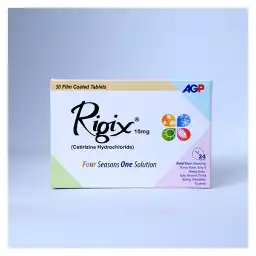 30 Film Coated Tablets
AGP
Rigix®
10mg
(Cetirizine Hydrochloride)
Four Seasons One Solution
24